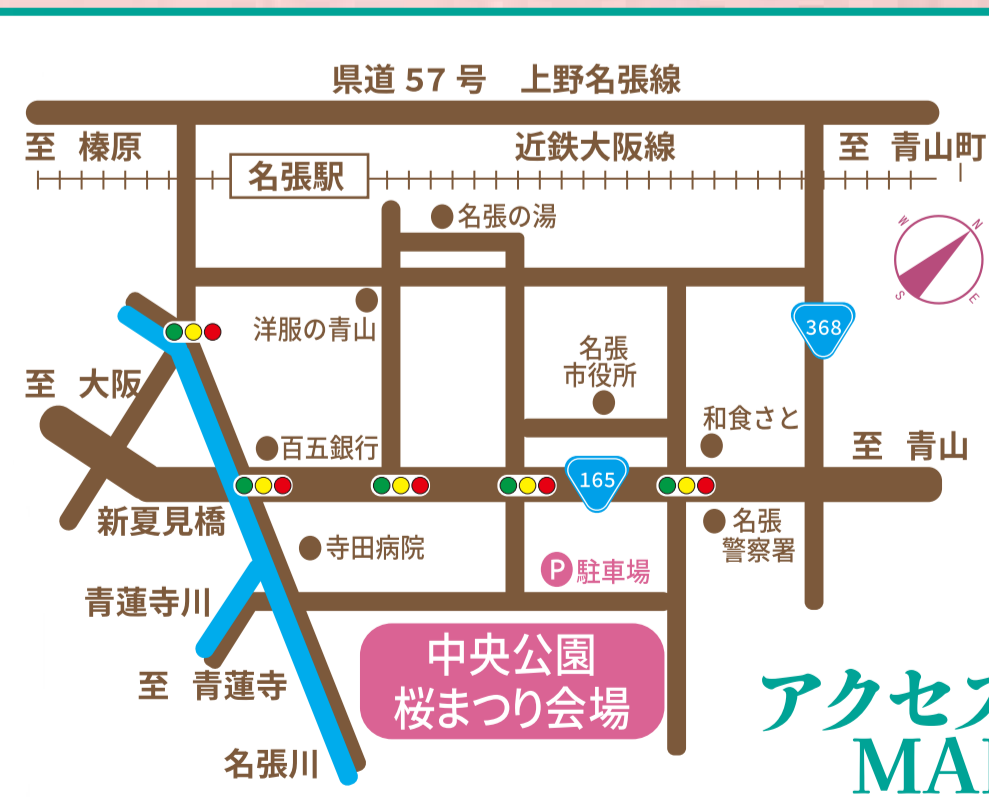 県道 57 号　上野名張線
至 榛原
近鉄大阪線
至 青山町
名張駅
名張の湯
W
N
S
E
洋服の青山
368
名張
市役所
至 大阪
和食さと
百五銀行
至 青山
165
新夏見橋
名張
警察署
寺田病院
P 駐車場
青蓮寺川
中央公園
桜まつり会場
至 青蓮寺
名張川
アクセス
MA